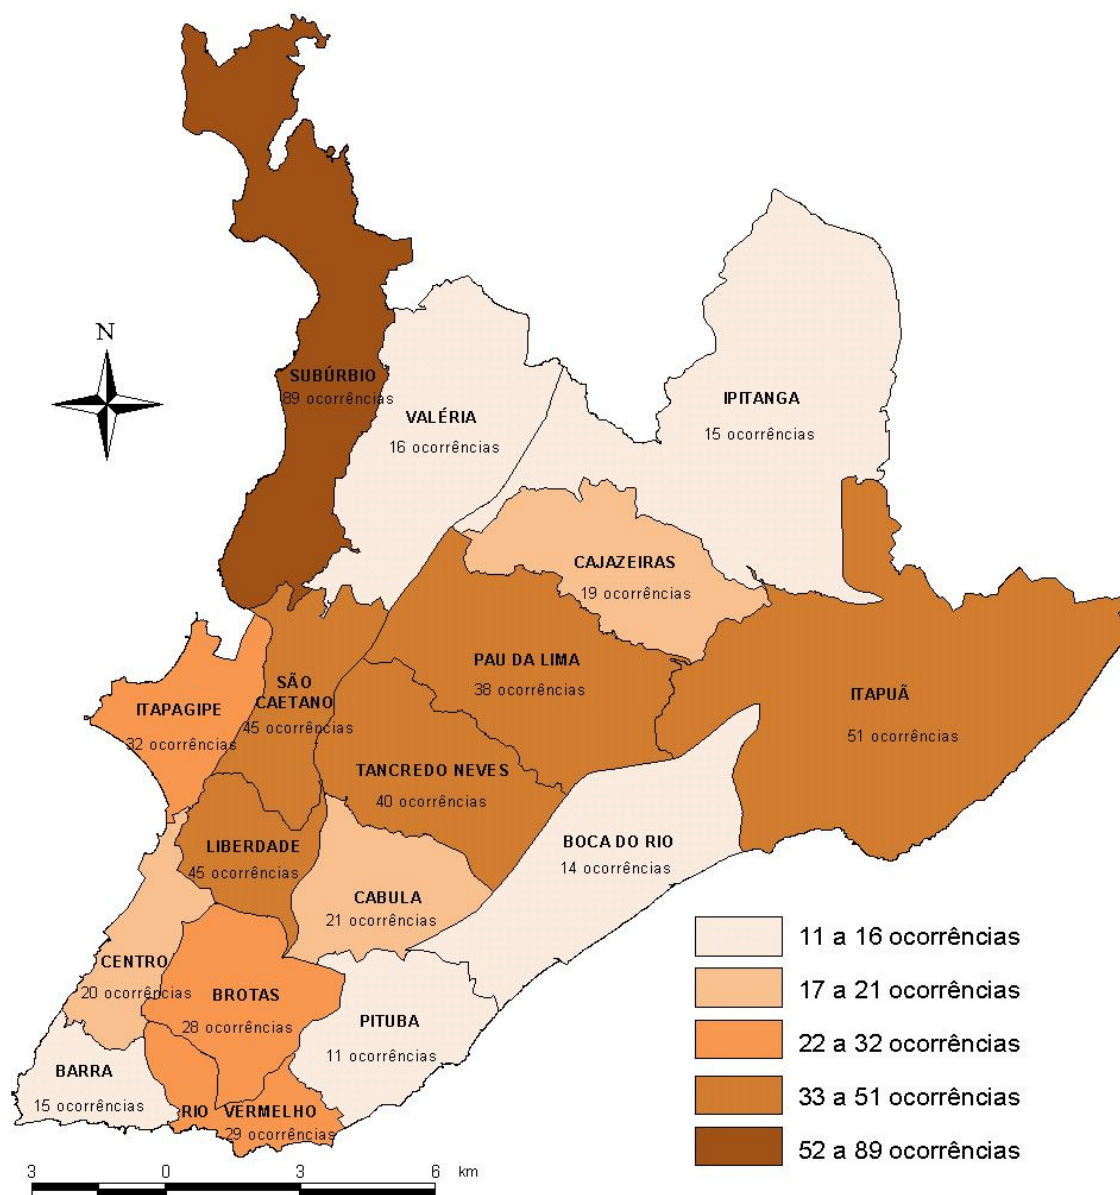 N
SUBÚRBIO
89 ocorrências
VALÉRIA
16 ocorrências
IPITANGA
15 ocorrências
CAJAZEIRAS
19 ocorrências
PAU DA LIMA
38 ocorrências
SÃO
CAETANO
45 ocorrências
ITAPAGIPE
32 ocorrências
ITAPUÃ
51 ocorrências
TANCREDO NEVES
40 ocorrências
LIBERDADE
45 ocorrências
BOCA DO RIO
14 ocorrências
CABULA
21 ocorrências
CENTRO
20 ocorrências
BROTAS
28 ocorrências
PITUBA
11 ocorrências
BARRA
15 ocorrências
RIO VERMELHO
29 ocorrências
11 a 16 ocorrências
17 a 21 ocorrências
22 a 32 ocorrências
33 a 51 ocorrências
52 a 89 ocorrências
3 0 3 6 km